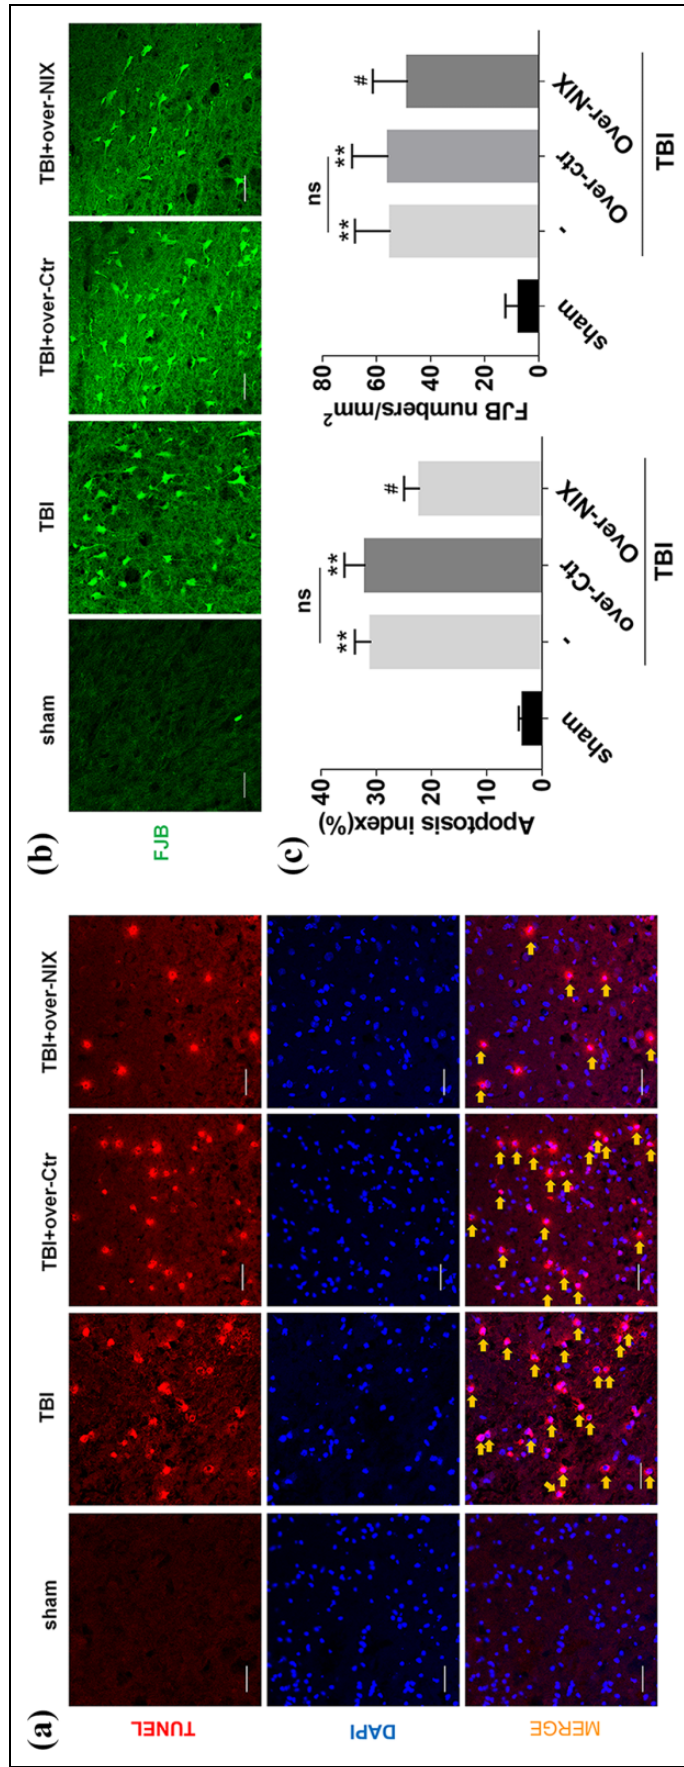 (a)
sham
TBI
TBI+over-Ctr
TBI+over-NIX
TUNEL
DAPI
MERGE
(b)
sham
TBI
TBI+over-Ctr
TBI+over-NIX
FJB
(c)
Apoptosis index(%)
40
30
20
10
0
**
ns
**
#
sham
-
over-Ctr
Over-NIX
TBI
FJB numbers/mm²
80
60
40
20
0
**
ns
**
#
sham
-
Over-ctr
Over-NIX
TBI